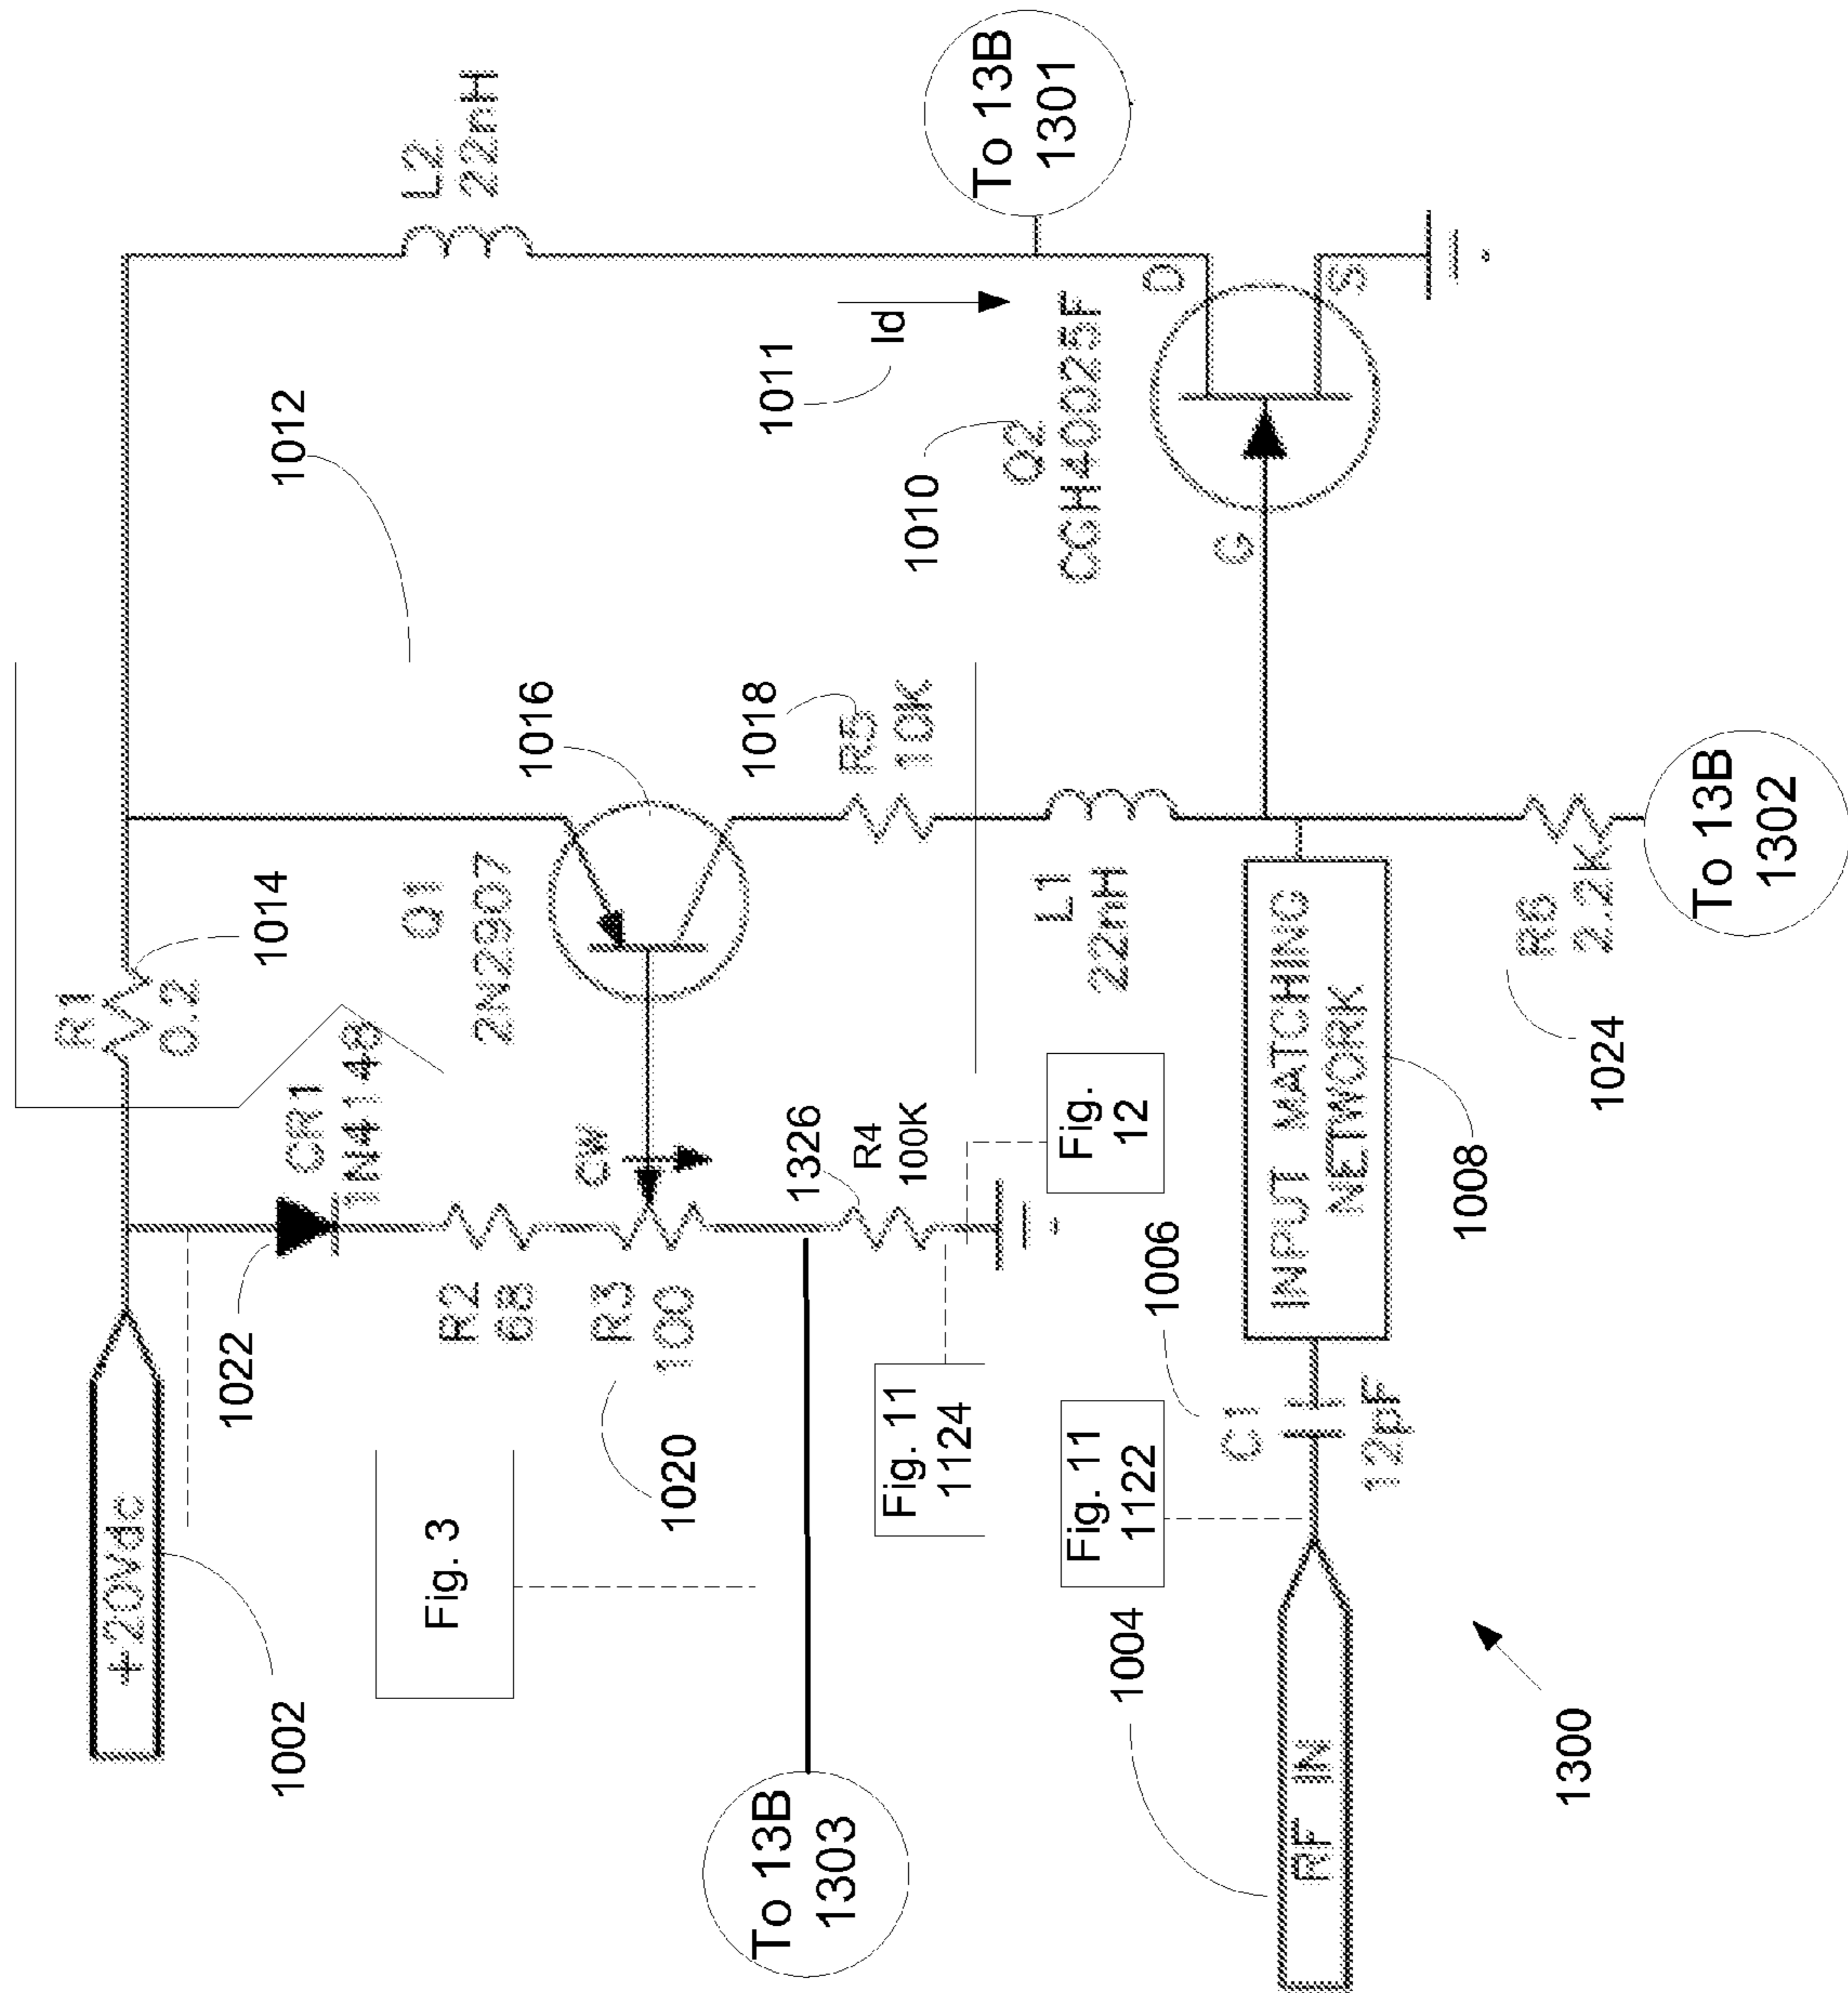 +20Vdc
1002
1022
CR1
1N4148
R1
0.2
1014
1012
L2
22nH
R2
68
R3
100
1020
CW
Q1
2N2907
1016
R5
1018
10K
1011
Id
1010
Q2
CGH40025F
D
S
G
To 13B
1301
Fig. 3
To 13B
1303
1326
R4
100K
Fig. 11
1124
Fig.
12
L1
22nH
RF IN
1004
Fig. 11
1122
C1
1006
12pF
INPUT MATCHING
NETWORK
1008
R6
2.2K
1024
To 13B
1302
1300